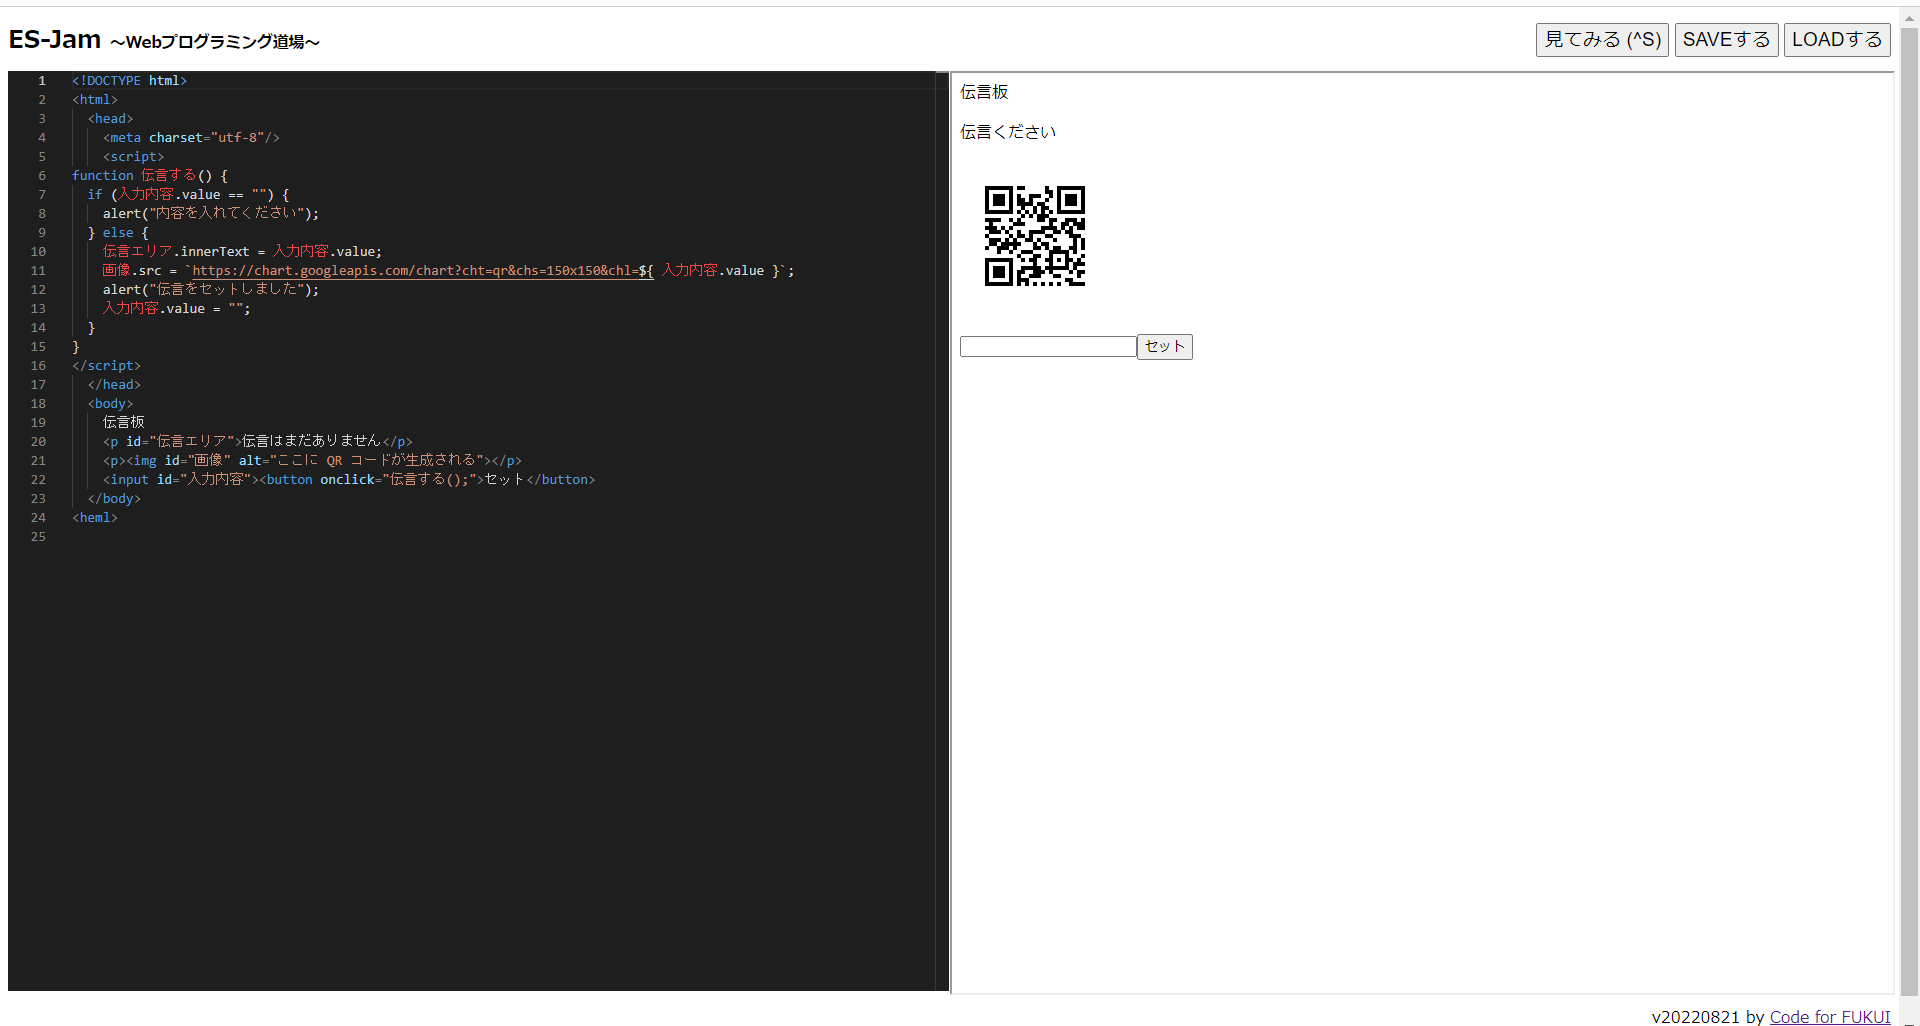 ES-Jam ～Webプログラミング道場～
見てみる (^S) SAVEする LOADする
1 <!DOCTYPE html>
2 <html>
3 <head>
4 <meta charset="utf-8"/>
5 <script>
6 function 伝言する() {
7 if (入力内容.value == "") {
8 alert("内容を入れてください");
9 } else {
10 伝言エリア.innerText = 入力内容.value;
11 画像.src = `https://chart.googleapis.com/chart?cht=qr&chs=150x150&chl=${ 入力内容.value }`;
12 alert("伝言をセットしました");
13 入力内容.value = "";
14 }
15 }
16 </script>
17 </head>
18 <body>
19 伝言板
20 <p id="伝言エリア">伝言はまだありません</p>
21 <p><img id="画像" alt="ここに QR コードが生成される"></p>
22 <input id="入力内容"><button onclick="伝言する();">セット</button>
23 </body>
24 <heml>
25
伝言板
伝言ください
セット
v20220821 by Code for FUKUI